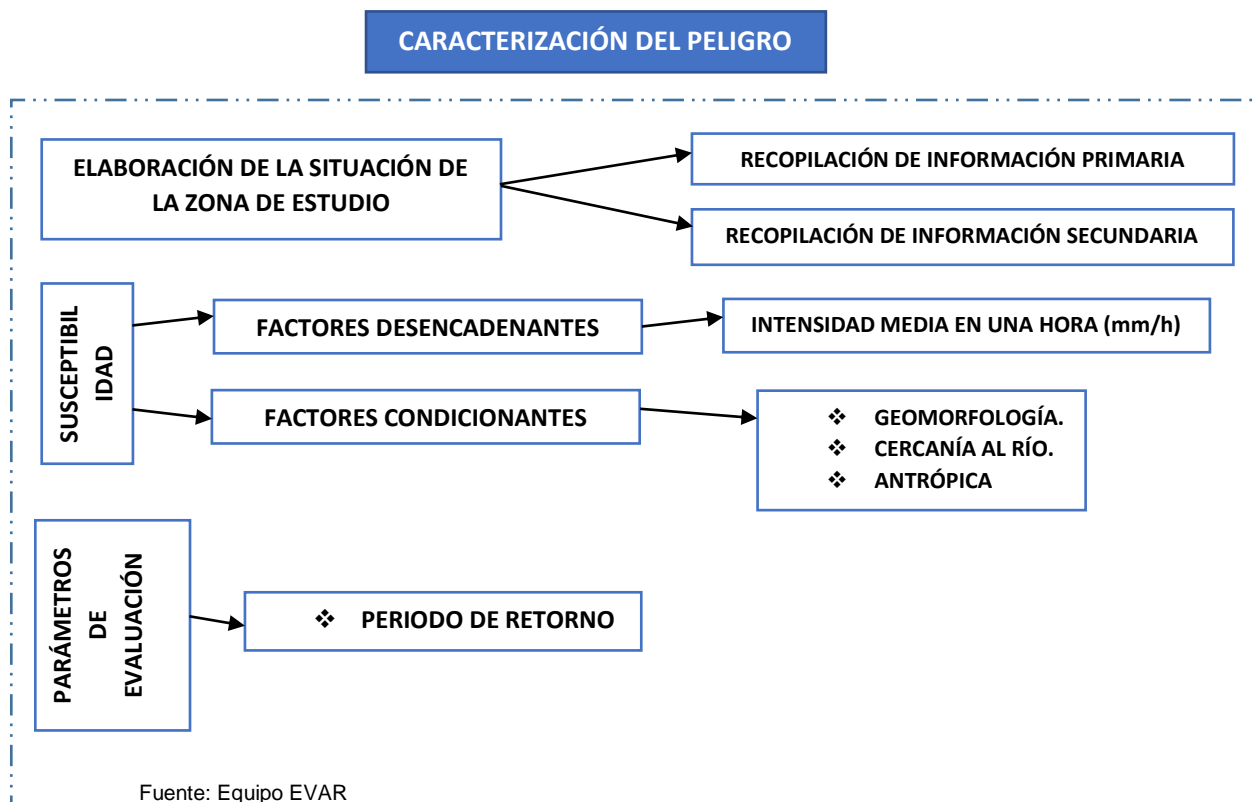 CARACTERIZACIÓN DEL PELIGRO
ELABORACIÓN DE LA SITUACIÓN DE
LA ZONA DE ESTUDIO
RECOPILACIÓN DE INFORMACIÓN PRIMARIA
RECOPILACIÓN DE INFORMACIÓN SECUNDARIA
SUSCEPTIBIL
IDAD
FACTORES DESENCADENANTES
INTENSIDAD MEDIA EN UNA HORA (mm/h)
FACTORES CONDICIONANTES
❖ GEOMORFOLOGÍA.
❖ CERCANÍA AL RÍO.
❖ ANTRÓPICA
PARÁMETROS
DE
EVALUACIÓN
❖ PERIODO DE RETORNO
Fuente: Equipo EVAR